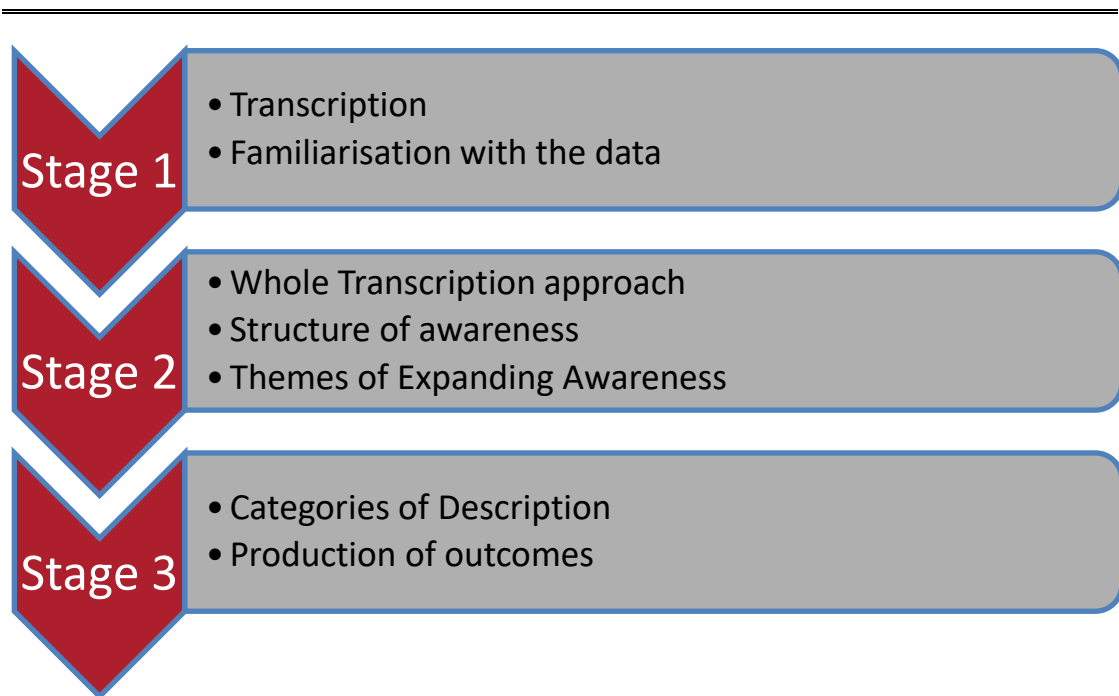 Stage 1
• Transcription
• Familiarisation with the data
Stage 2
• Whole Transcription approach
• Structure of awareness
• Themes of Expanding Awareness
Stage 3
• Categories of Description
• Production of outcomes